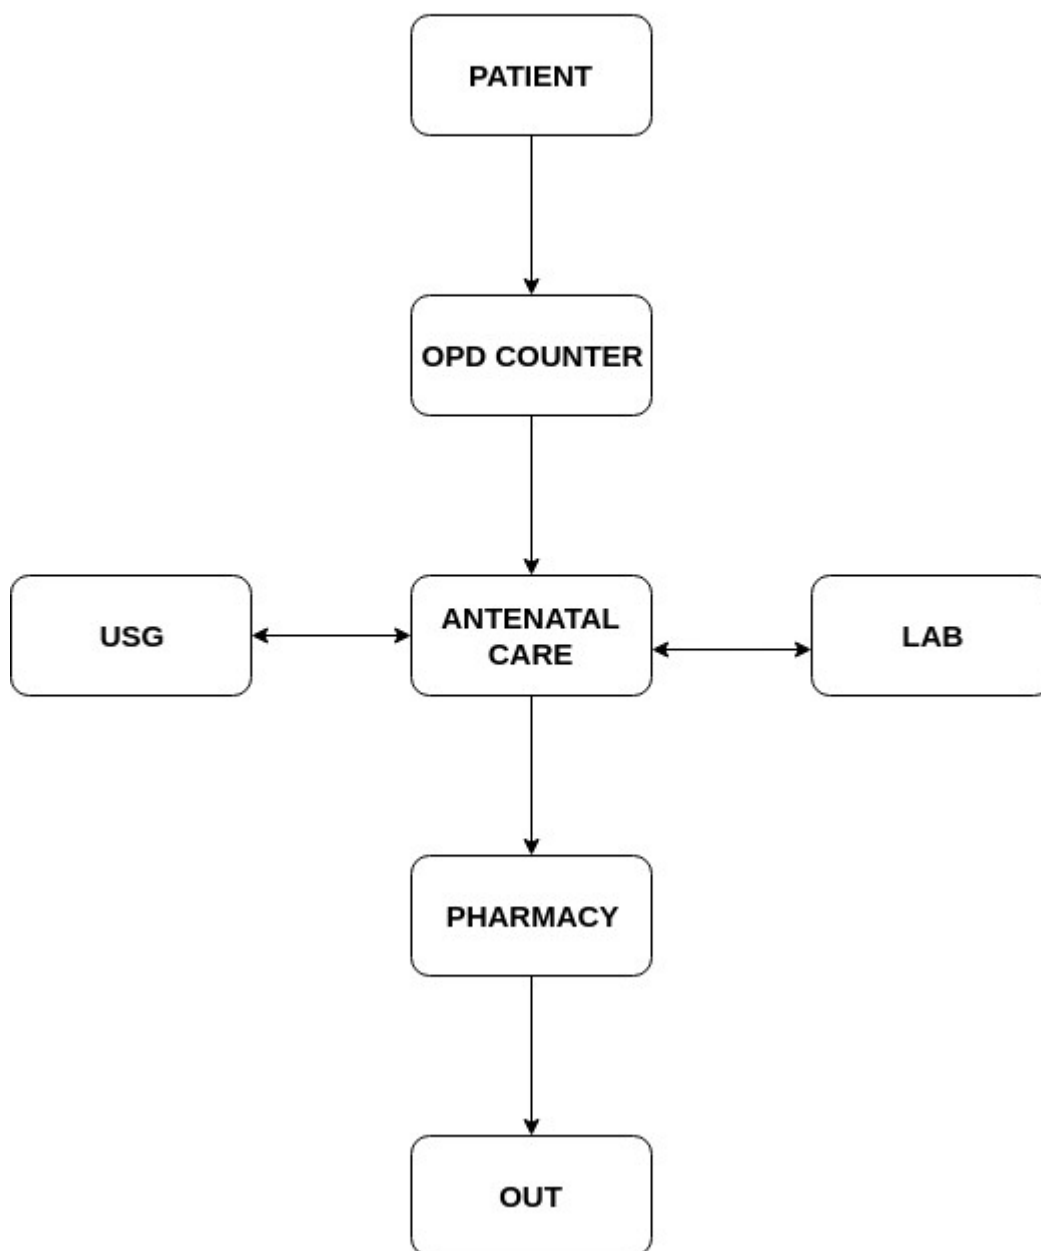 PATIENT
OPD COUNTER
USG
ANTENATAL
CARE
LAB
PHARMACY
OUT